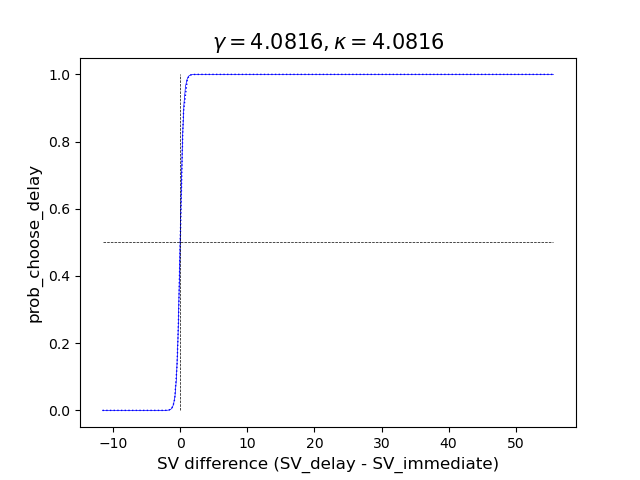 γ = 4.0816, κ = 4.0816
1.0
0.8
0.6
0.4
0.2
0.0
prob_choose_delay
−10 0 10 20 30 40 50
SV difference (SV_delay - SV_immediate)